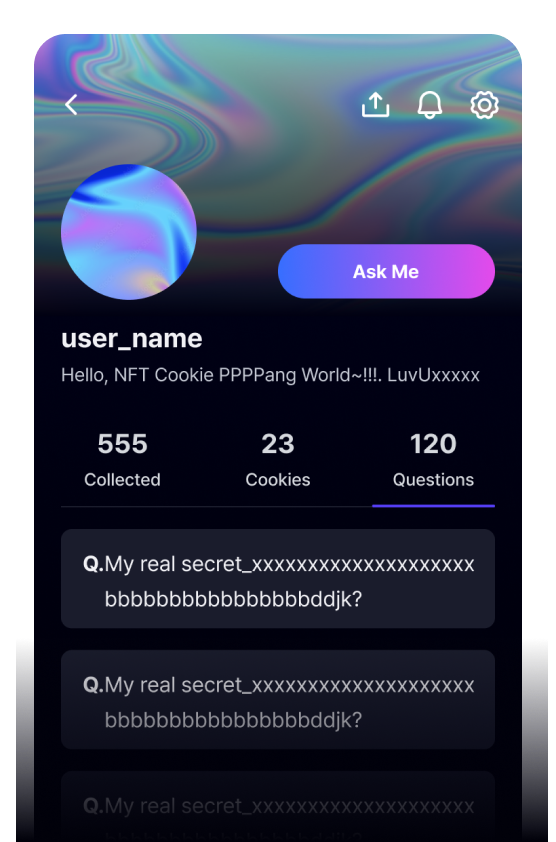 Ask Me
user_name
Hello, NFT Cookie PPPPang World~!!!. LuvUxxxxx
555 23 120
Collected Cookies Questions
Q.My real secret_xxxxxxxxxxxxxxxxxxxx
bbbbbbbbbbbbbbbbbddjk?
Q.My real secret_xxxxxxxxxxxxxxxxxxxx
bbbbbbbbbbbbbbbbbddjk?
Q.My real secret_xxxxxxxxxxxxxxxxxxxx